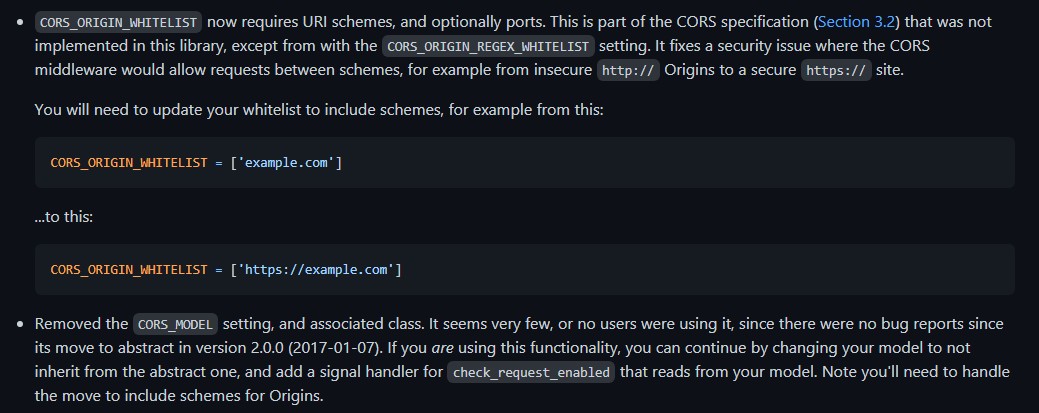 CORS_ORIGIN_WHITELIST now requires URI schemes, and optionally ports. This is part of the CORS specification (Section 3.2) that was not
implemented in this library, except from with the CORS_ORIGIN_REGEX_WHITELIST setting. It fixes a security issue where the CORS
middleware would allow requests between schemes, for example from insecure http:// Origins to a secure https:// site.
You will need to update your whitelist to include schemes, for example from this:
CORS_ORIGIN_WHITELIST = ['example.com']
...to this:
CORS_ORIGIN_WHITELIST = ['https://example.com']
Removed the CORS_MODEL setting, and associated class. It seems very few, or no users were using it, since there were no bug reports since
its move to abstract in version 2.0.0 (2017-01-07). If you are using this functionality, you can continue by changing your model to not
inherit from the abstract one, and add a signal handler for check_request_enabled that reads from your model. Note you'll need to handle
the move to include schemes for Origins.